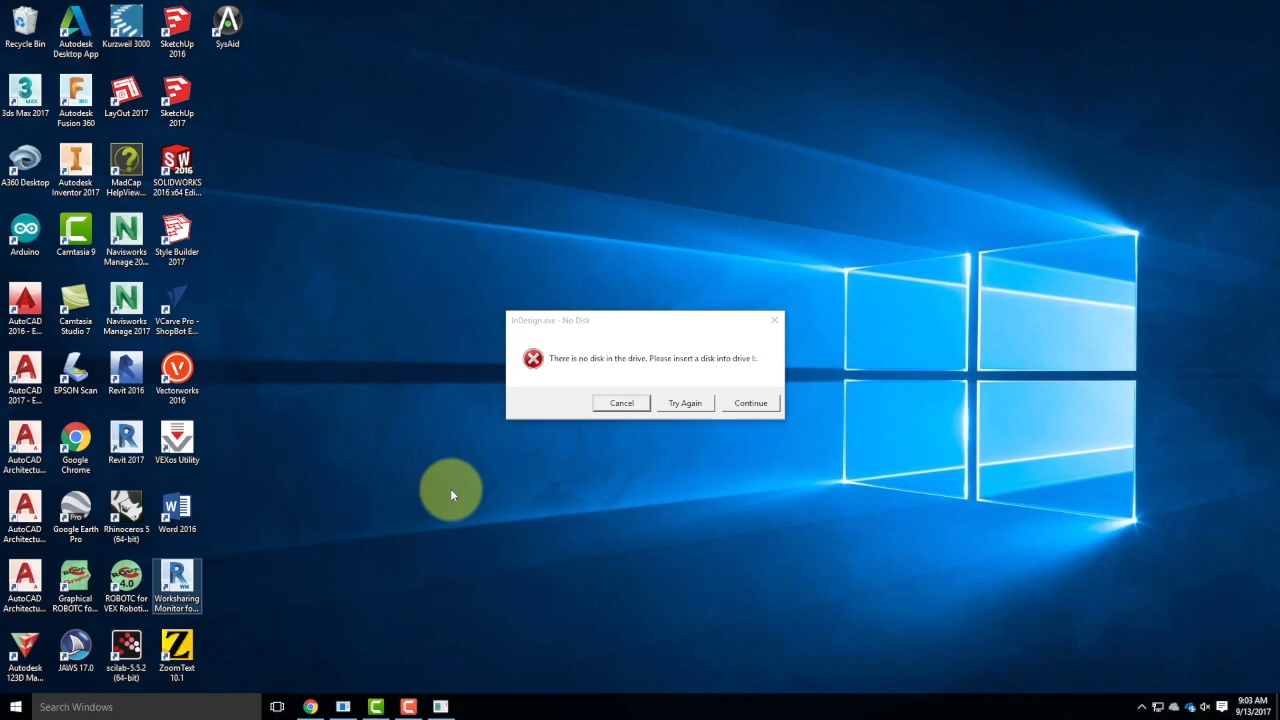 Recycle Bin
Autodesk
Desktop App
Kurzweil 3000
SketchUp
2016
SysAid
3ds Max 2017
Autodesk
Fusion 360
LayOut 2017
SketchUp
2017
A360 Desktop
Autodesk
Inventor 2017
MadCap
HelpView...
SOLIDWORKS
2016 x64 Edi...
Arduino
Camtasia 9
Navisworks
Manage 20...
Style Builder
2017
AutoCAD
2016 - E...
Camtasia
Studio 7
Navisworks
Manage 2017
VCarve Pro -
ShopBot E...
AutoCAD
2017 - E...
EPSON Scan
Revit 2016
Vectorworks
2016
AutoCAD
Architectu...
Google
Chrome
Revit 2017
VEXos Utility
AutoCAD
Architectu...
Google Earth
Pro
Rhinoceros 5
(64-bit)
Word 2016
AutoCAD
Architectu...
Graphical
ROBOTC fo...
ROBOTC for
VEX Roboti...
Worksharing
Monitor fo...
Autodesk
123D Ma...
JAWS 17.0
scilab-5.5.2
(64-bit)
ZoomText
10.1
InDesign.exe - No Disk
There is no disk in the drive. Please insert a disk into drive
Cancel
Try Again
Continue
Search Windows
9:03 AM
9/13/2017